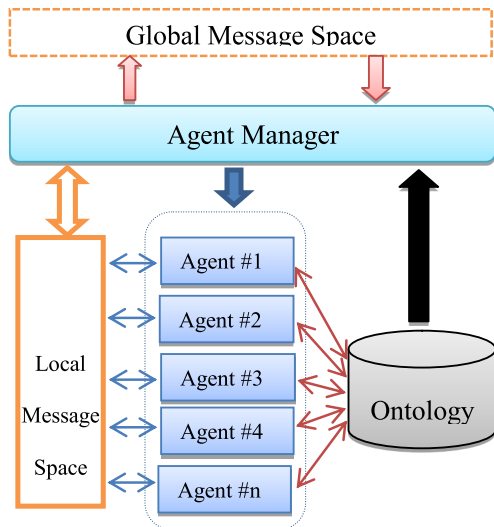 Global Message Space
Agent Manager
Agent #1
Agent #2
Agent #3
Agent #4
Agent #n
Local
Message
Space
Ontology